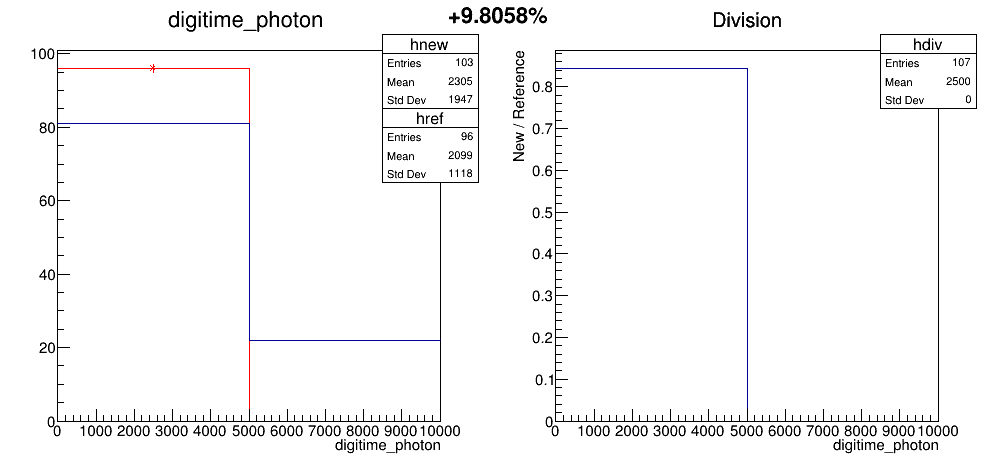 +9.8058%
digitime_photon
hnew
Entries 103
Mean 2305
Std Dev 1947
href
Entries 96
Mean 2099
Std Dev 1118
100
80
60
40
20
0
0 1000 2000 3000 4000 5000 6000 7000 8000 9000 10000
digitime_photon
Division
hdiv
Entries 107
Mean 2500
Std Dev 0
New / Reference
0.8
0.7
0.6
0.5
0.4
0.3
0.2
0.1
0
0 1000 2000 3000 4000 5000 6000 7000 8000 9000 10000
digitime_photon